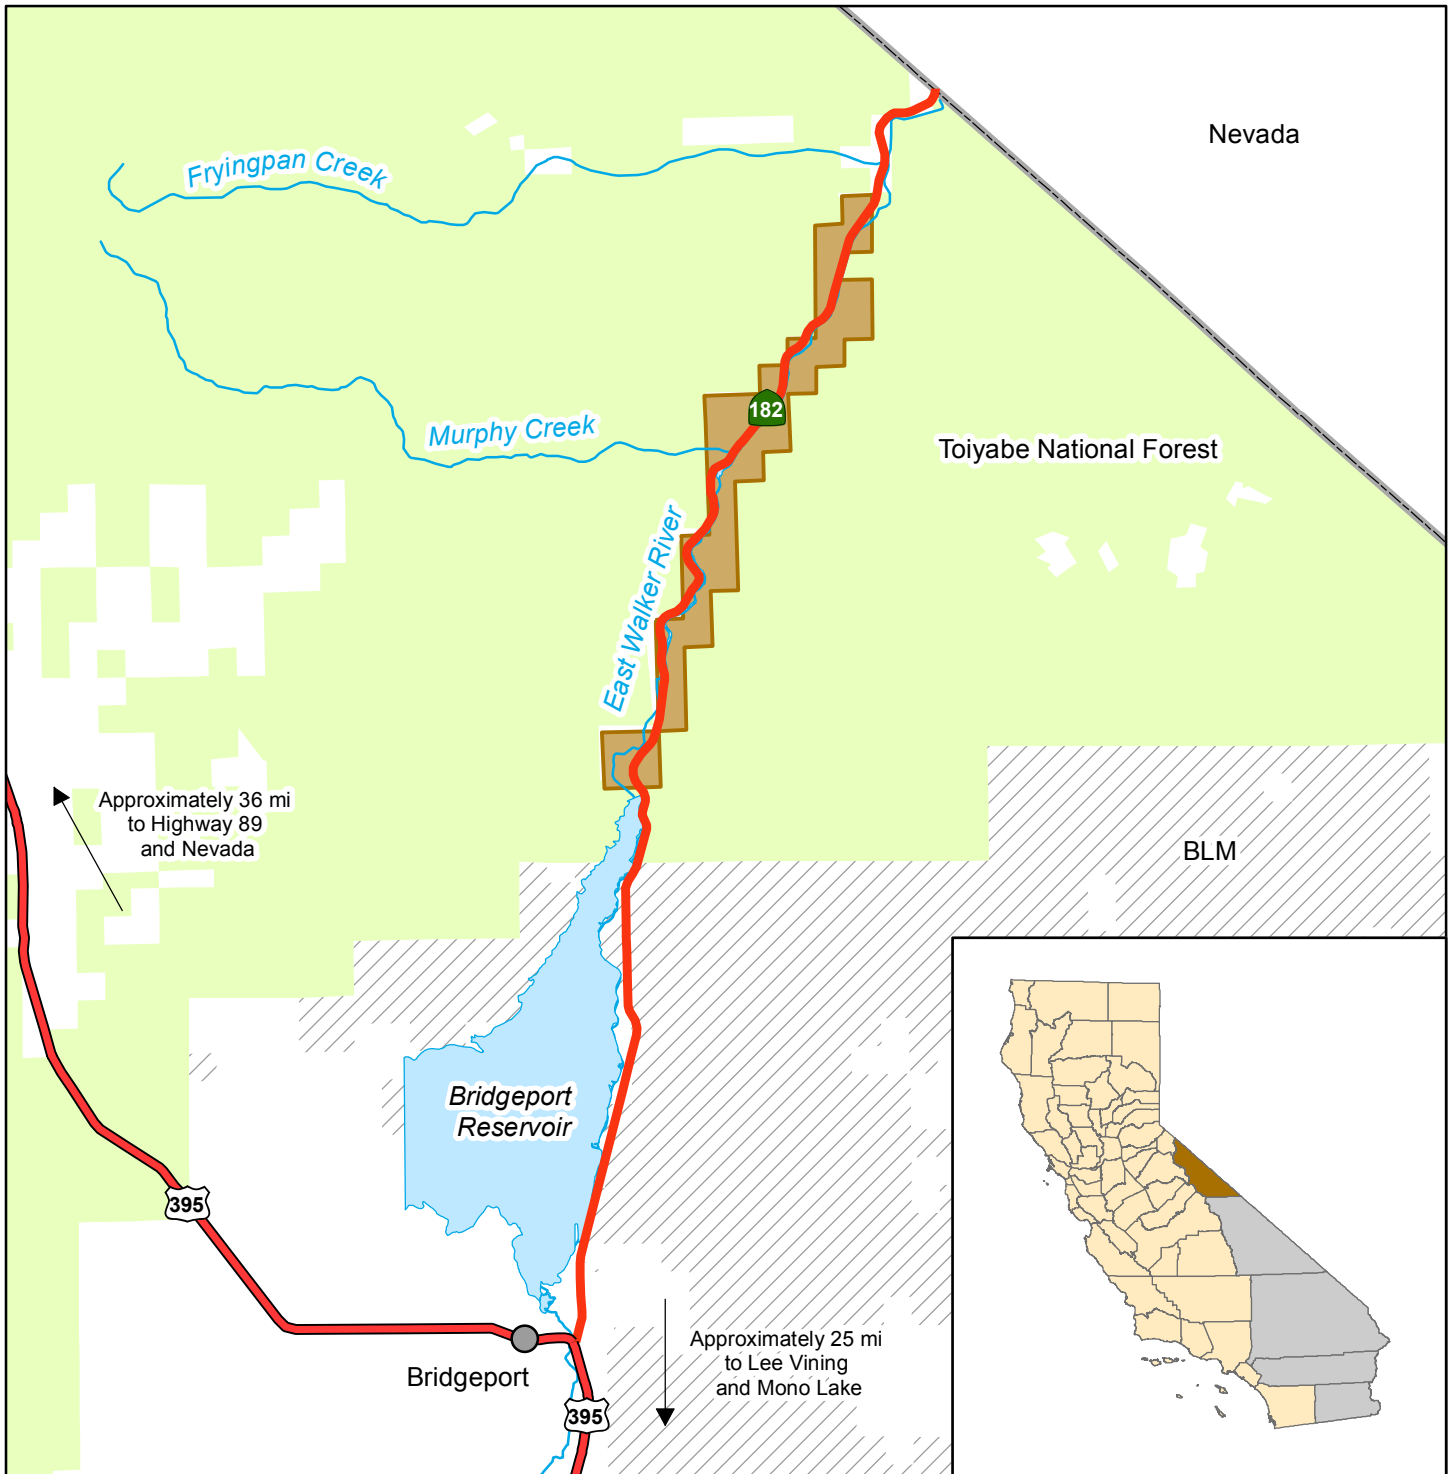 Nevada
Fryingpan Creek
182
Murphy Creek
Toiyabe National Forest
East Walker River
Approximately 36 mi
to Highway 89
and Nevada
BLM
Bridgeport
Reservoir
395
Approximately 25 mi
to Lee Vining
and Mono Lake
Bridgeport
395